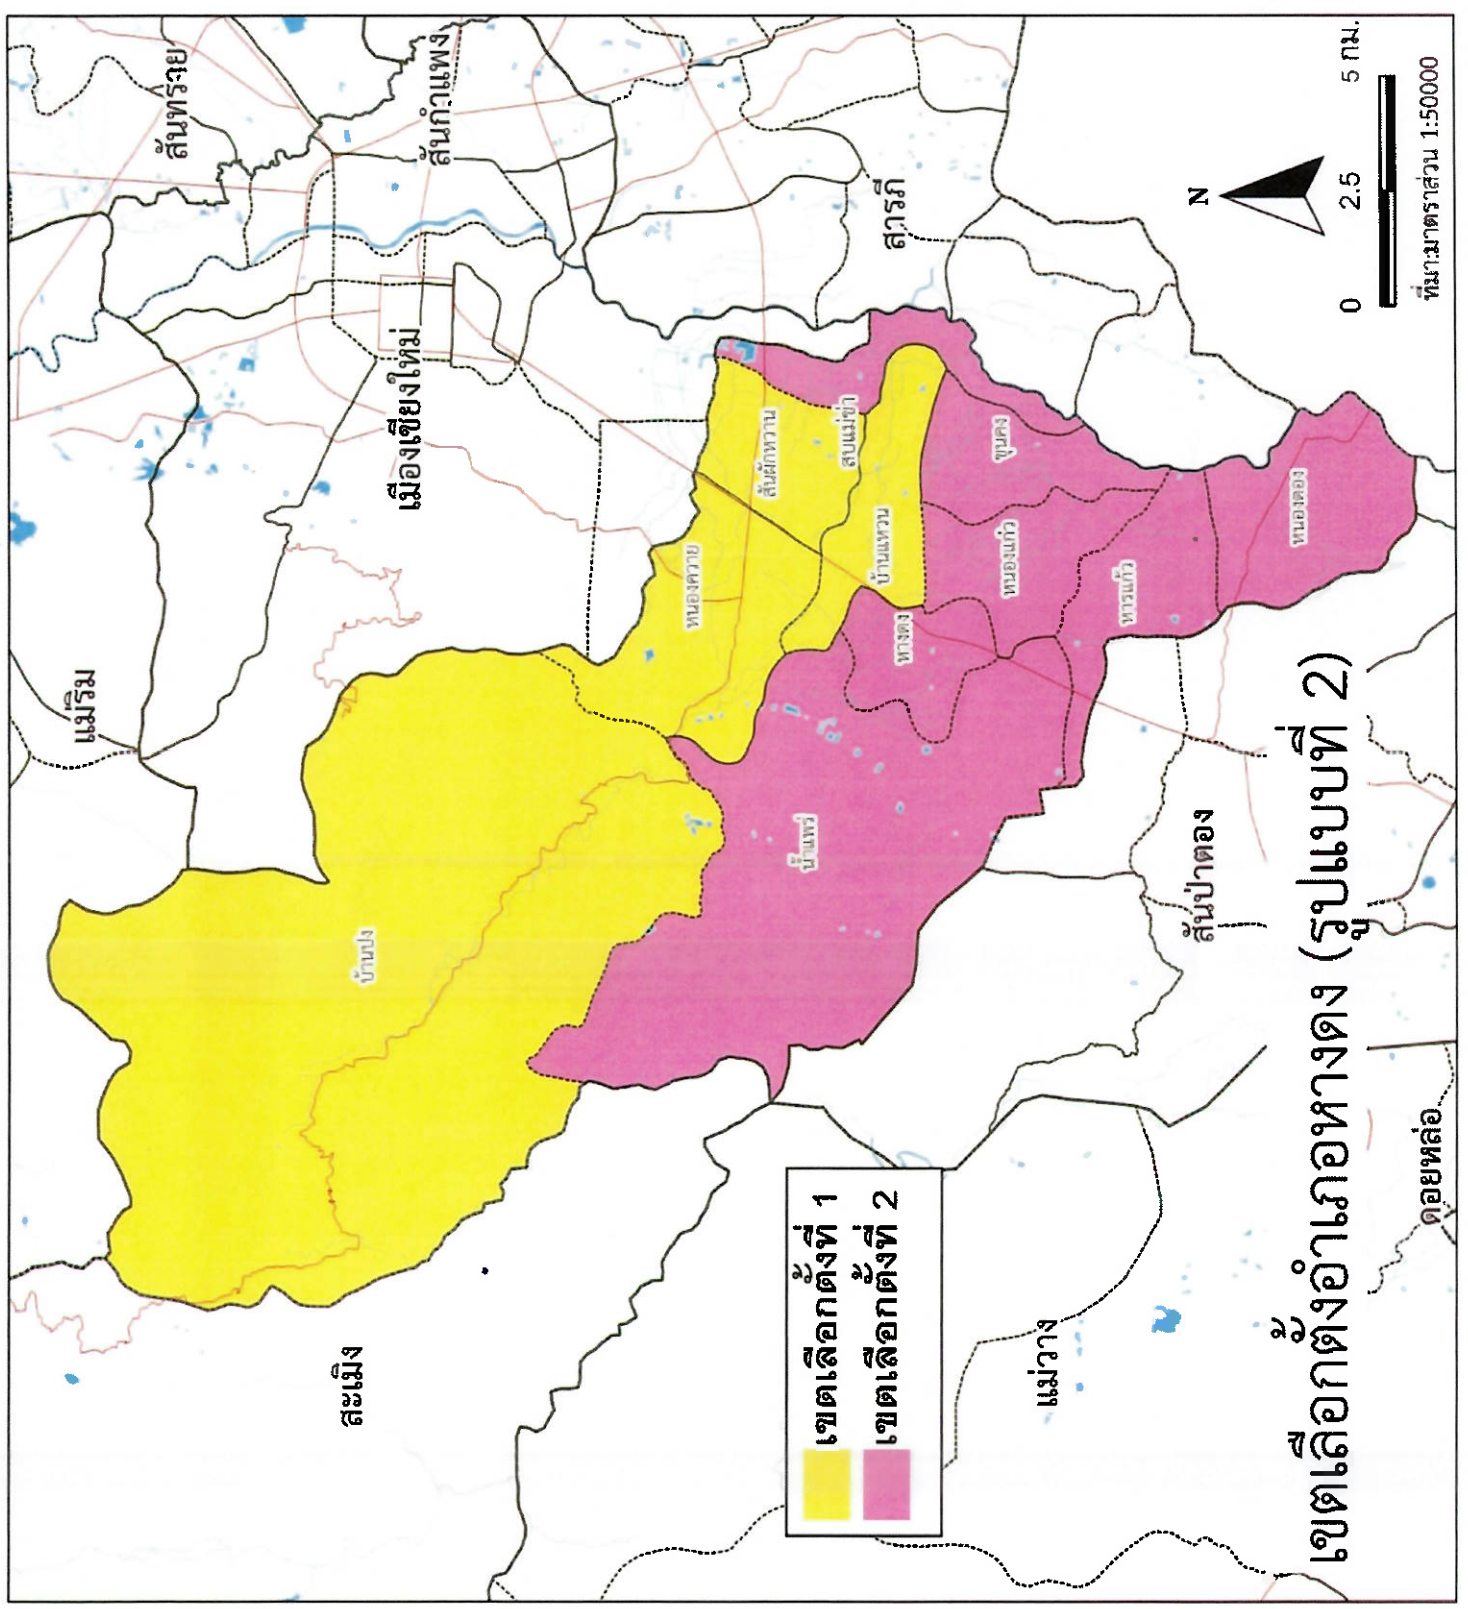 เขตเลือกตั้งอำเภอหางดง (รูปแบบที่ 2)
เขตเลือกตั้งที่ 1
เขตเลือกตั้งที่ 2
สะเมิง
แม่ริม
สันทราย
สันกำแพง
เมืองเชียงใหม่
สารภี
สันป่าตอง
แม่วาง
ดอยหล่อ
บ้านปง
น้ำแพร่
หนองควาย
สันผักหวาน
สบแม่ข่า
บ้านแหวน
หางดง
ขุนคง
หนองแก๋ว
หารแก้ว
หนองตอง
N
0 2.5 5 กม.
ที่มา:มาตราส่วน 1:50000